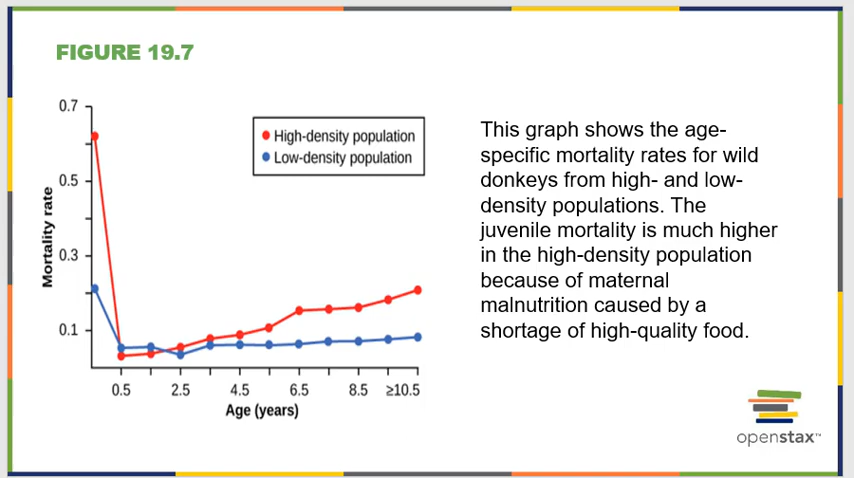 FIGURE 19.7
0.7
0.5
0.3
0.1
Mortality rate
High-density population
Low-density population
0.5 2.5 4.5 6.5 8.5 ≥10.5
Age (years)
This graph shows the age-
specific mortality rates for wild
donkeys from high- and low-
density populations. The
juvenile mortality is much higher
in the high-density population
because of maternal
malnutrition caused by a
shortage of high-quality food.
openstax™